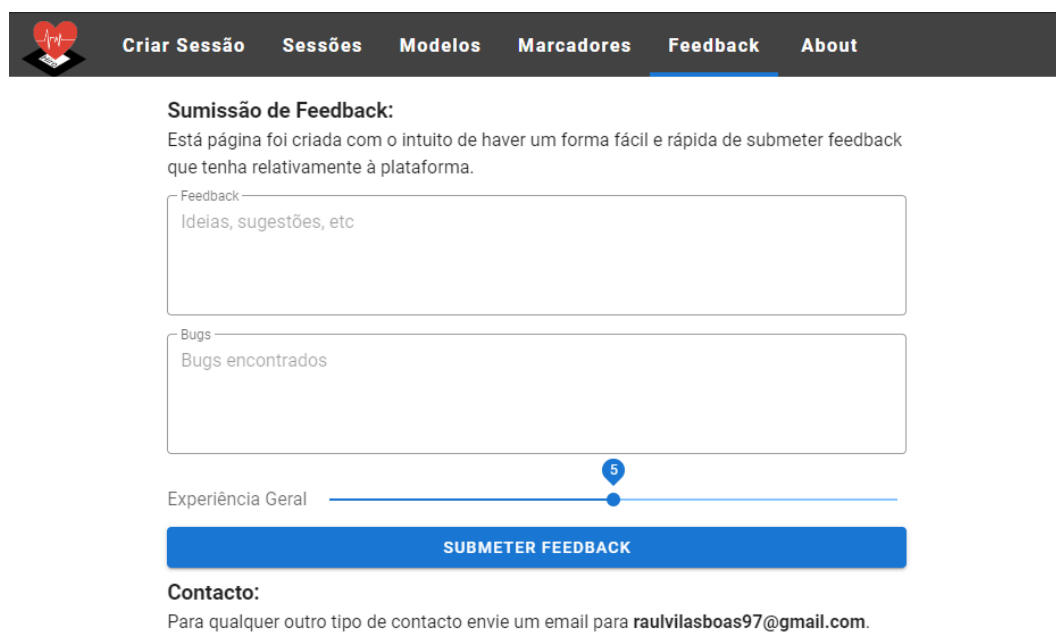 Criar Sessão Sessões Modelos Marcadores Feedback About
Sumissão de Feedback:
Está página foi criada com o intuito de haver um forma fácil e rápida de submeter feedback
que tenha relativamente à plataforma.
Feedback
Ideias, sugestões, etc
Bugs
Bugs encontrados
5
Experiência Geral
SUBMETER FEEDBACK
Contacto:
Para qualquer outro tipo de contacto envie um email para raulvilasboas97@gmail.com.